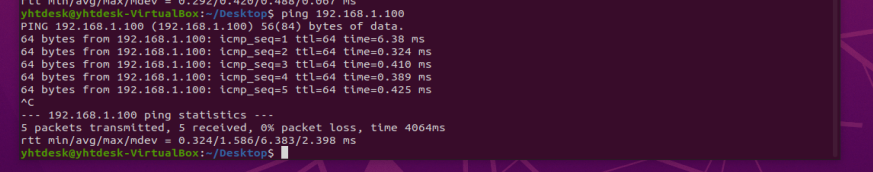 rtt min/avg/max/mdev = 0.292/0.420/0.488/0.067 ms
yhtdesk@yhtdesk-VirtualBox:~/Desktop$ ping 192.168.1.100
PING 192.168.1.100 (192.168.1.100) 56(84) bytes of data.
64 bytes from 192.168.1.100: icmp_seq=1 ttl=64 time=6.38 ms
64 bytes from 192.168.1.100: icmp_seq=2 ttl=64 time=0.324 ms
64 bytes from 192.168.1.100: icmp_seq=3 ttl=64 time=0.410 ms
64 bytes from 192.168.1.100: icmp_seq=4 ttl=64 time=0.389 ms
64 bytes from 192.168.1.100: icmp_seq=5 ttl=64 time=0.425 ms
^C
--- 192.168.1.100 ping statistics ---
5 packets transmitted, 5 received, 0% packet loss, time 4064ms
rtt min/avg/max/mdev = 0.324/1.586/6.383/2.398 ms
yhtdesk@yhtdesk-VirtualBox:~/Desktop$